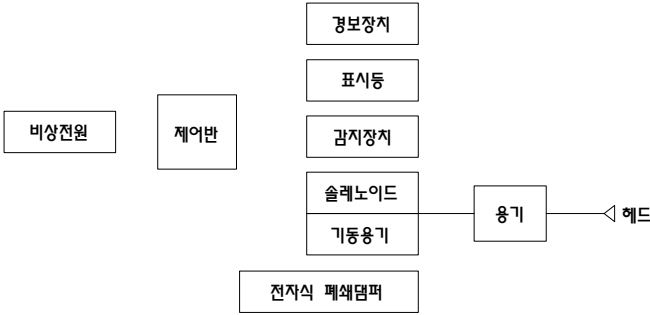 경보장치
표시등
비상전원
제어반
감지장치
솔레노이드
기동용기
용기
헤드
전자식 폐쇄댐퍼